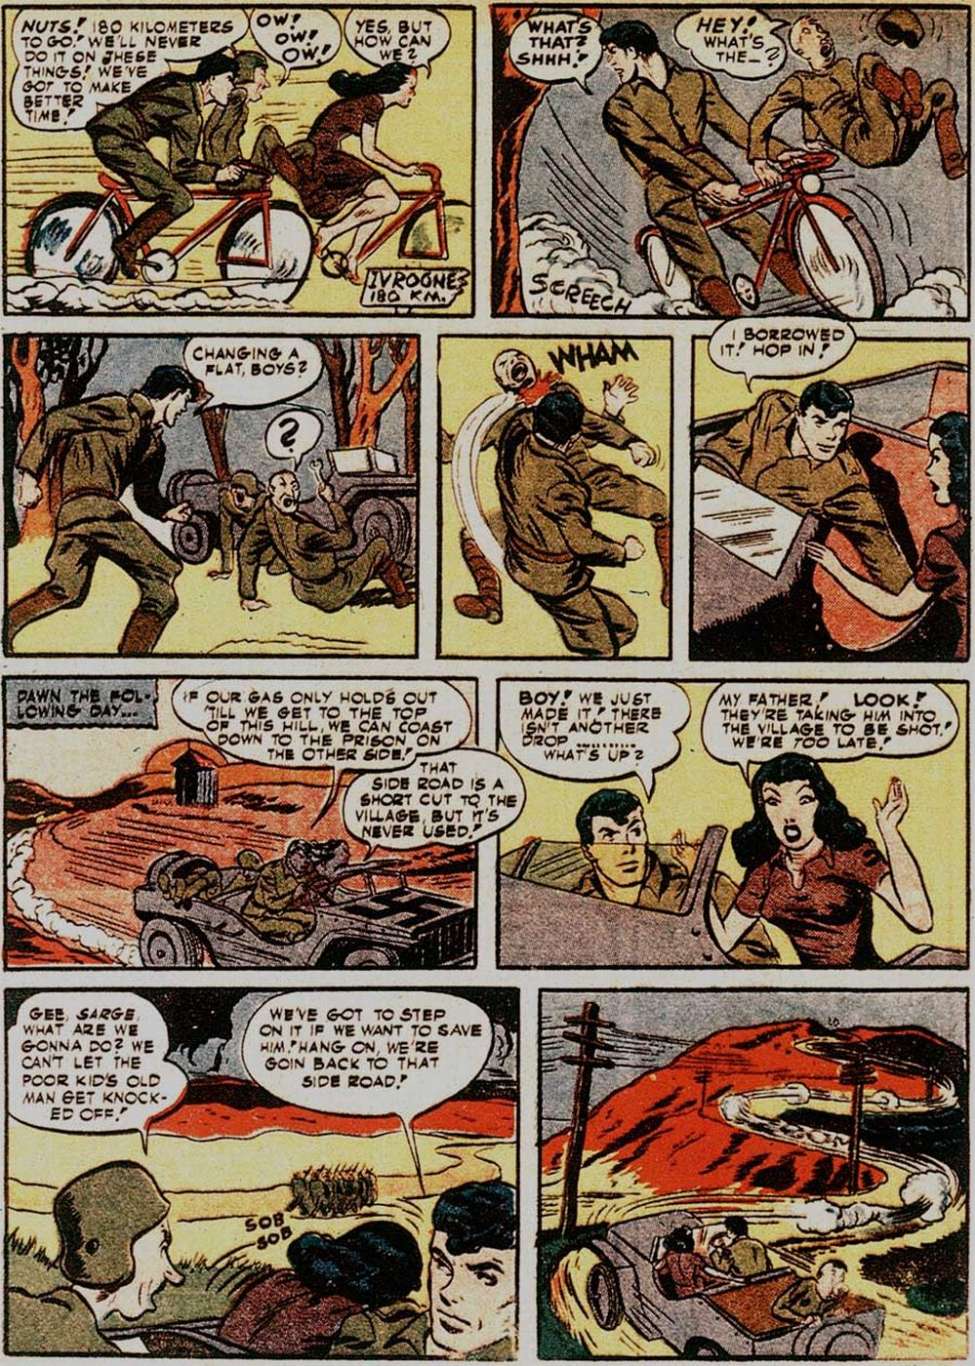 NUTS! 180 KILOMETERS
TO GO! WE'LL NEVER
DO IT ON THESE
THINGS! WE'VE
GOT TO MAKE
BETTER
TIME!
OW!
OW!
OW!
YES, BUT
HOW CAN
WE?
IVROGNE
180 KM.
WHAT'S
THAT?
SHHH!
HEY!
WHAT'S
THE—?
SCREECH
CHANGING A
FLAT, BOYS?
?
WHAM
I BORROWED
IT! HOP IN!
DAWN THE FOL-
LOWING DAY...
IF OUR GAS ONLY HOLDS OUT
'TILL WE GET TO THE TOP
OF THIS HILL, WE CAN COAST
DOWN TO THE PRISON ON
THE OTHER SIDE!
THAT
SIDE ROAD IS A
SHORT CUT TO THE
VILLAGE, BUT IT'S
NEVER USED!
BOY! WE JUST
MADE IT! THERE
ISN'T ANOTHER
DROP..........
WHAT'S UP?
MY FATHER! LOOK!
THEY'RE TAKING HIM INTO
THE VILLAGE TO BE SHOT!
WE'RE TOO LATE!
GEE, SARGE,
WHAT ARE WE
GONNA DO? WE
CAN'T LET THE
POOR KID'S OLD
MAN GET KNOCK-
ED OFF!
WE'VE GOT TO STEP
ON IT IF WE WANT TO SAVE
HIM! HANG ON, WE'RE
GOIN BACK TO THAT
SIDE ROAD!
SOB
SOB
10
ZOOM